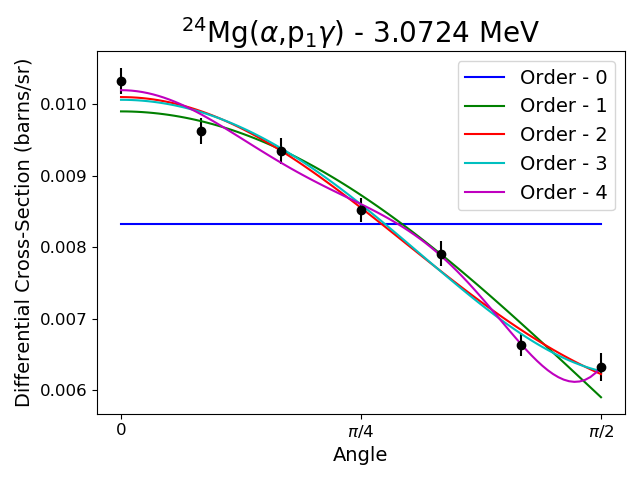 ²⁴Mg(α,p₁γ) - 3.0724 MeV
Differential Cross-Section (barns/sr)
0.010
0.009
0.008
0.007
0.006
Order - 0
Order - 1
Order - 2
Order - 3
Order - 4
0
π/4
π/2
Angle